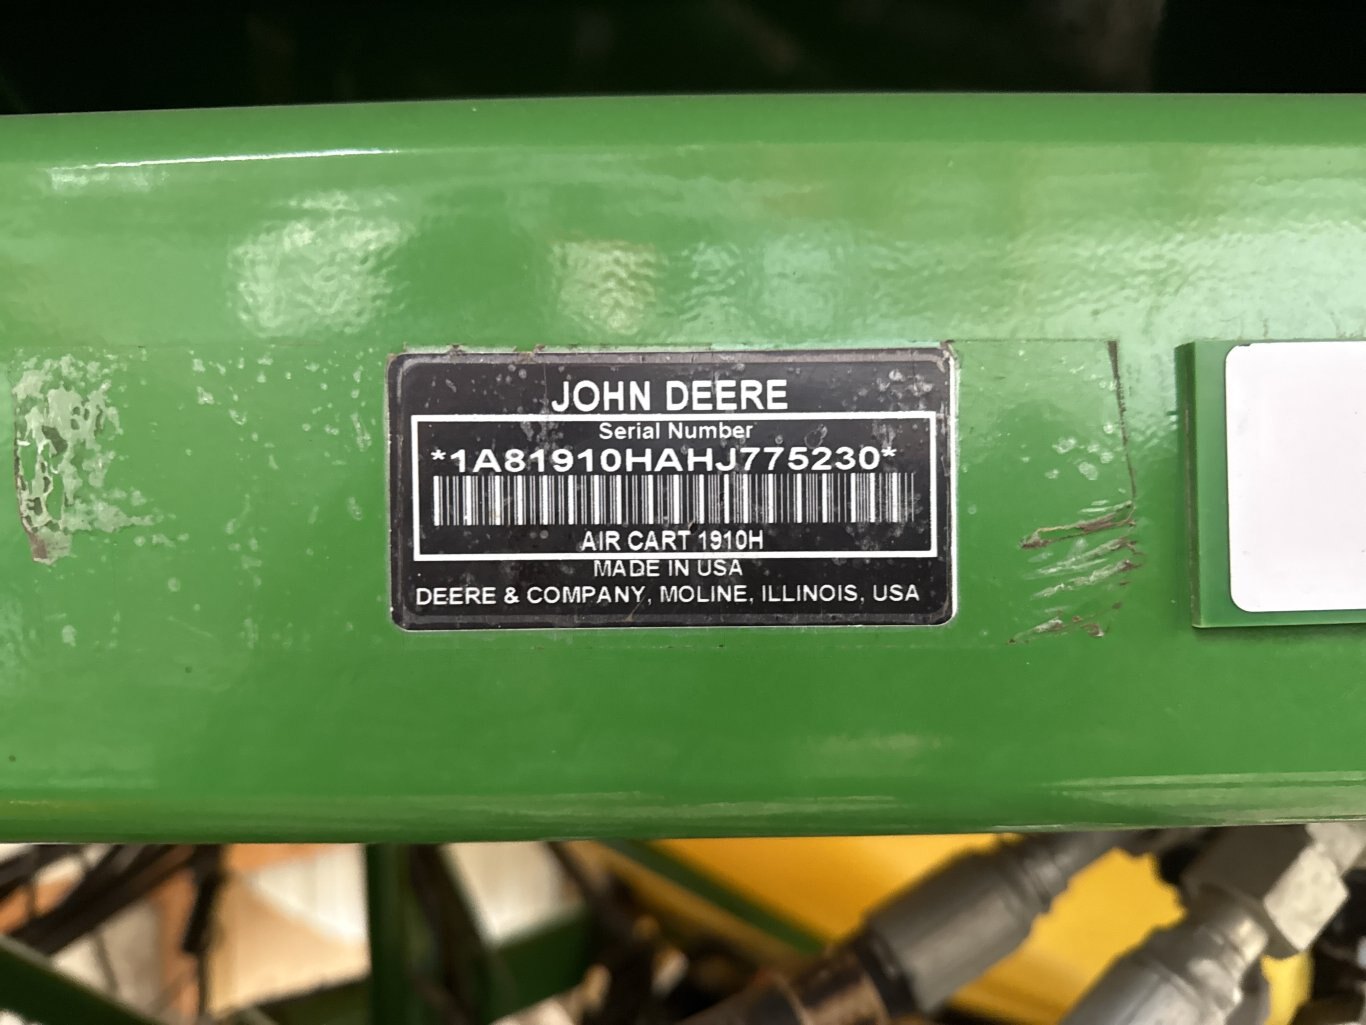 JOHN DEERE
Serial Number
*1A81910HAHJ775230*
AIR CART 1910H
MADE IN USA
DEERE & COMPANY, MOLINE, ILLINOIS, USA